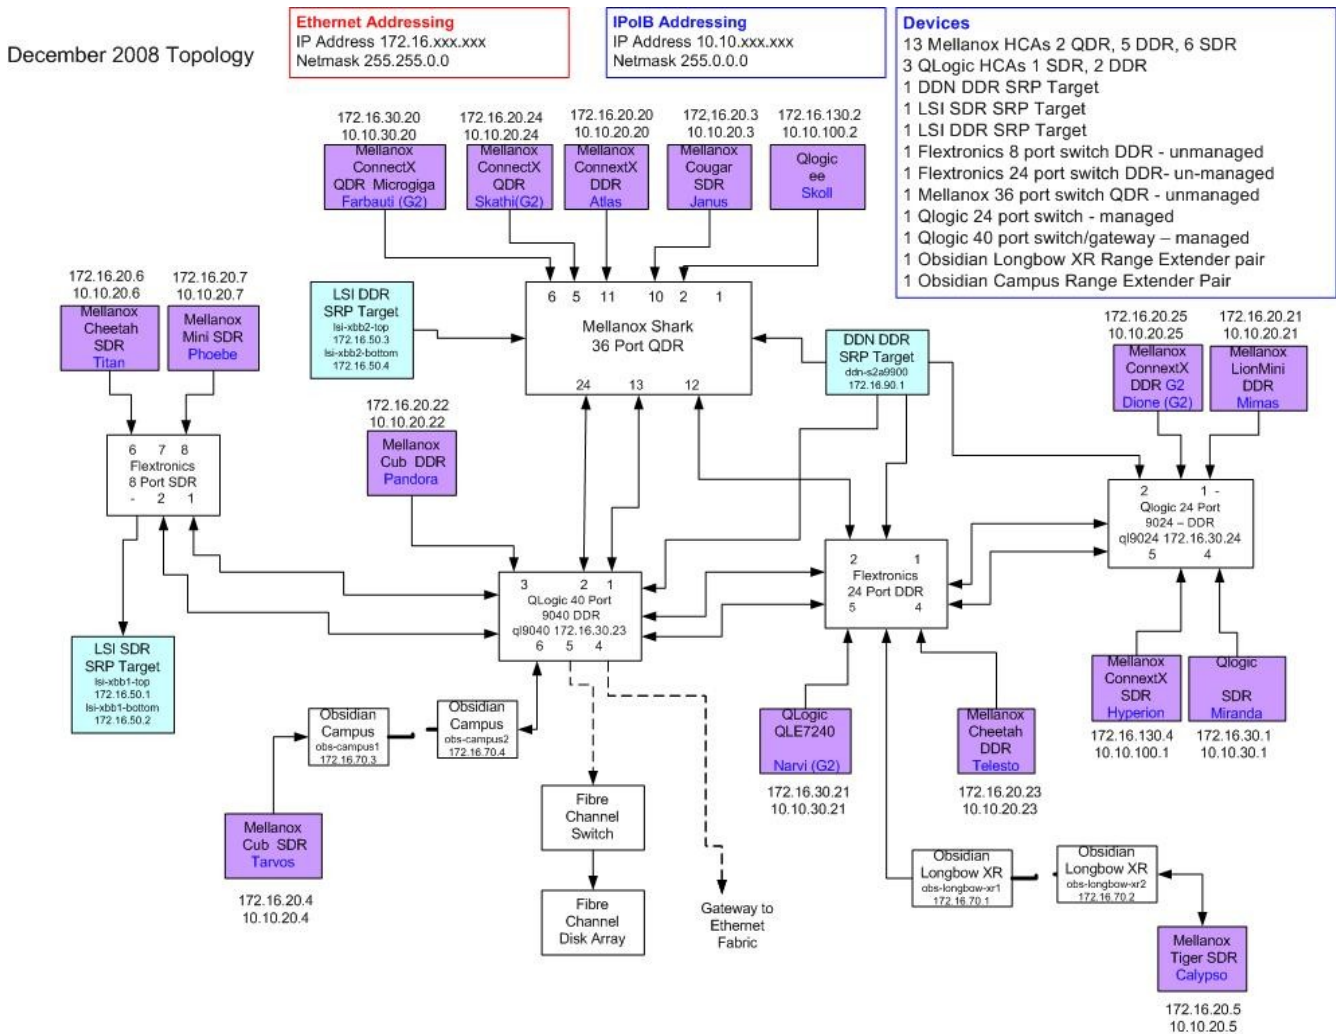 December 2008 Topology
Ethernet Addressing
IP Address 172.16.xxx.xxx
Netmask 255.255.0.0
IPoIB Addressing
IP Address 10.10.xxx.xxx
Netmask 255.0.0.0
Devices
13 Mellanox HCAs 2 QDR, 5 DDR, 6 SDR
3 QLogic HCAs 1 SDR, 2 DDR
1 DDN DDR SRP Target
1 LSI SDR SRP Target
1 LSI DDR SRP Target
1 Flextronics 8 port switch DDR - unmanaged
1 Flextronics 24 port switch DDR- un-managed
1 Mellanox 36 port switch QDR - unmanaged
1 Qlogic 24 port switch - managed
1 Qlogic 40 port switch/gateway – managed
1 Obsidian Longbow XR Range Extender pair
1 Obsidian Campus Range Extender Pair
172.16.30.20
10.10.30.20
Mellanox
ConnectX
QDR Microgiga
Farbauti (G2)
172.16.20.24
10.10.20.24
Mellanox
ConnectX
QDR
Skathi(G2)
172.16.20.20
10.10.20.20
Mellanox
ConnextX
DDR
Atlas
172,16.20.3
10,10.20.3
Mellanox
Cougar
SDR
Janus
172.16.130.2
10.10.100.2
Qlogic
ee
Skoll
172.16.20.6
10.10.20.6
Mellanox
Cheetah
SDR
Titan
172.16.20.7
10.10.20.7
Mellanox
Mini SDR
Phoebe
LSI DDR
SRP Target
lsi-xbb2-top
172.16.50.3
lsi-xbb2-bottom
172.16.50.4
6 5 11 10 2 1
Mellanox Shark
36 Port QDR
24 13 12
DDN DDR
SRP Target
ddn-s2a9900
172.16.90.1
172.16.20.25
10.10.20.25
Mellanox
ConnextX
DDR G2
Dione (G2)
172.16.20.21
10.10.20.21
Mellanox
LionMini
DDR
Mimas
172.16.20.22
10.10.20.22
Mellanox
Cub DDR
Pandora
6 7 8
Flextronics
8 Port SDR
- 2 1
2 1 -
Qlogic 24 Port
9024 – DDR
ql9024 172.16.30.24
5 4
3 2 1
QLogic 40 Port
9040 DDR
ql9040 172.16.30.23
6 5 4
2 1
Flextronics
24 Port DDR
5 4
LSI SDR
SRP Target
lsi-xbb1-top
172.16.50.1
lsi-xbb1-bottom
172.16.50.2
Obsidian
Campus
obs-campus1
172.16.70.3
Obsidian
Campus
obs-campus2
172.16.70.4
QLogic
QLE7240
Narvi (G2)
172.16.30.21
10.10.30.21
Mellanox
Cheetah
DDR
Telesto
172.16.20.23
10.10.20.23
Mellanox
ConnextX
SDR
Hyperion
172.16.130.4
10.10.100.1
Qlogic
SDR
Miranda
172.16.30.1
10.10.30.1
Mellanox
Cub SDR
Tarvos
172.16.20.4
10.10.20.4
Fibre
Channel
Switch
Fibre
Channel
Disk Array
Gateway to
Ethernet
Fabric
Obsidian
Longbow XR
obs-longbow-xr1
172.16.70.1
Obsidian
Longbow XR
obs-longbow-xr2
172.16.70.2
Mellanox
Tiger SDR
Calypso
172.16.20.5
10.10.20.5